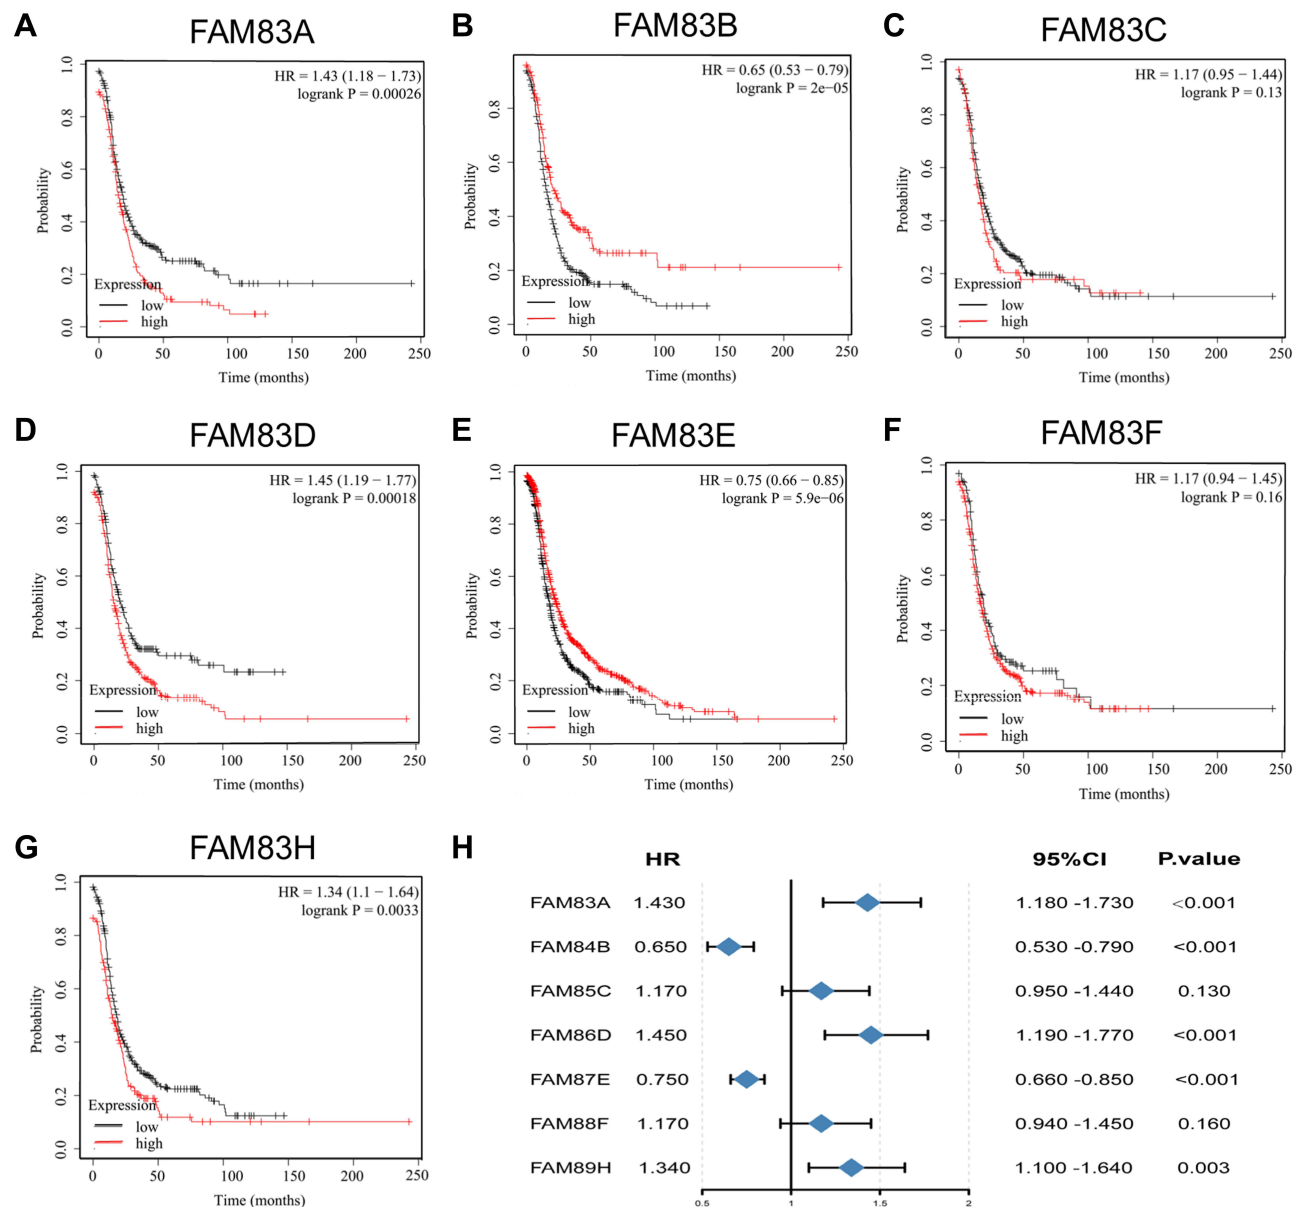 A
FAM83A
HR = 1.43 (1.18 − 1.73)
logrank P = 0.00026
Probability
1.0
0.8
0.6
0.4
0.2
0.0
Expression
low
high
0 50 100 150 200 250
Time (months)
B
FAM83B
HR = 0.65 (0.53 − 0.79)
logrank P = 2e−05
Probability
0.8
0.6
0.4
0.2
0.0
Expression
low
high
0 50 100 150 200 250
Time (months)
C
FAM83C
HR = 1.17 (0.95 − 1.44)
logrank P = 0.13
Probability
1.0
0.8
0.6
0.4
0.2
0.0
Expression
low
high
0 50 100 150 200 250
Time (months)
D
FAM83D
HR = 1.45 (1.19 − 1.77)
logrank P = 0.00018
Probability
1.0
0.8
0.6
0.4
0.2
0.0
Expression
low
high
0 50 100 150 200 250
Time (months)
E
FAM83E
HR = 0.75 (0.66 − 0.85)
logrank P = 5.9e−06
Probability
1.0
0.8
0.6
0.4
0.2
0.0
Expression
low
high
0 50 100 150 200 250
Time (months)
F
FAM83F
HR = 1.17 (0.94 − 1.45)
logrank P = 0.16
Probability
1.0
0.8
0.6
0.4
0.2
0.0
Expression
low
high
0 50 100 150 200 250
Time (months)
G
FAM83H
HR = 1.34 (1.1 − 1.64)
logrank P = 0.0033
Probability
1.0
0.8
0.6
0.4
0.2
0.0
Expression
low
high
0 50 100 150 200 250
Time (months)
H
HR 95%CI P.value
FAM83A 1.430 1.180 -1.730 <0.001
FAM84B 0.650 0.530 -0.790 <0.001
FAM85C 1.170 0.950 -1.440 0.130
FAM86D 1.450 1.190 -1.770 <0.001
FAM87E 0.750 0.660 -0.850 <0.001
FAM88F 1.170 0.940 -1.450 0.160
FAM89H 1.340 1.100 -1.640 0.003
0.5 1 1.5 2